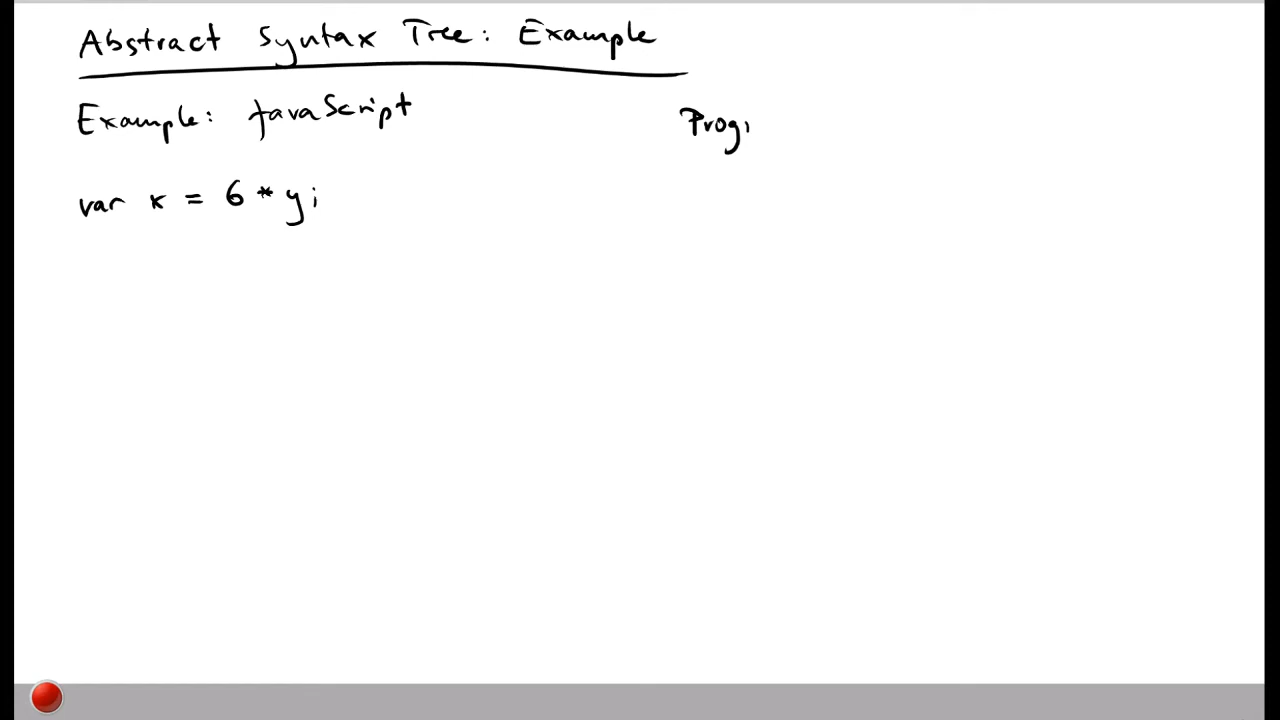 Abstract Syntax Tree: Example
Example: JavaScript
Prog
var x = 6 * y;